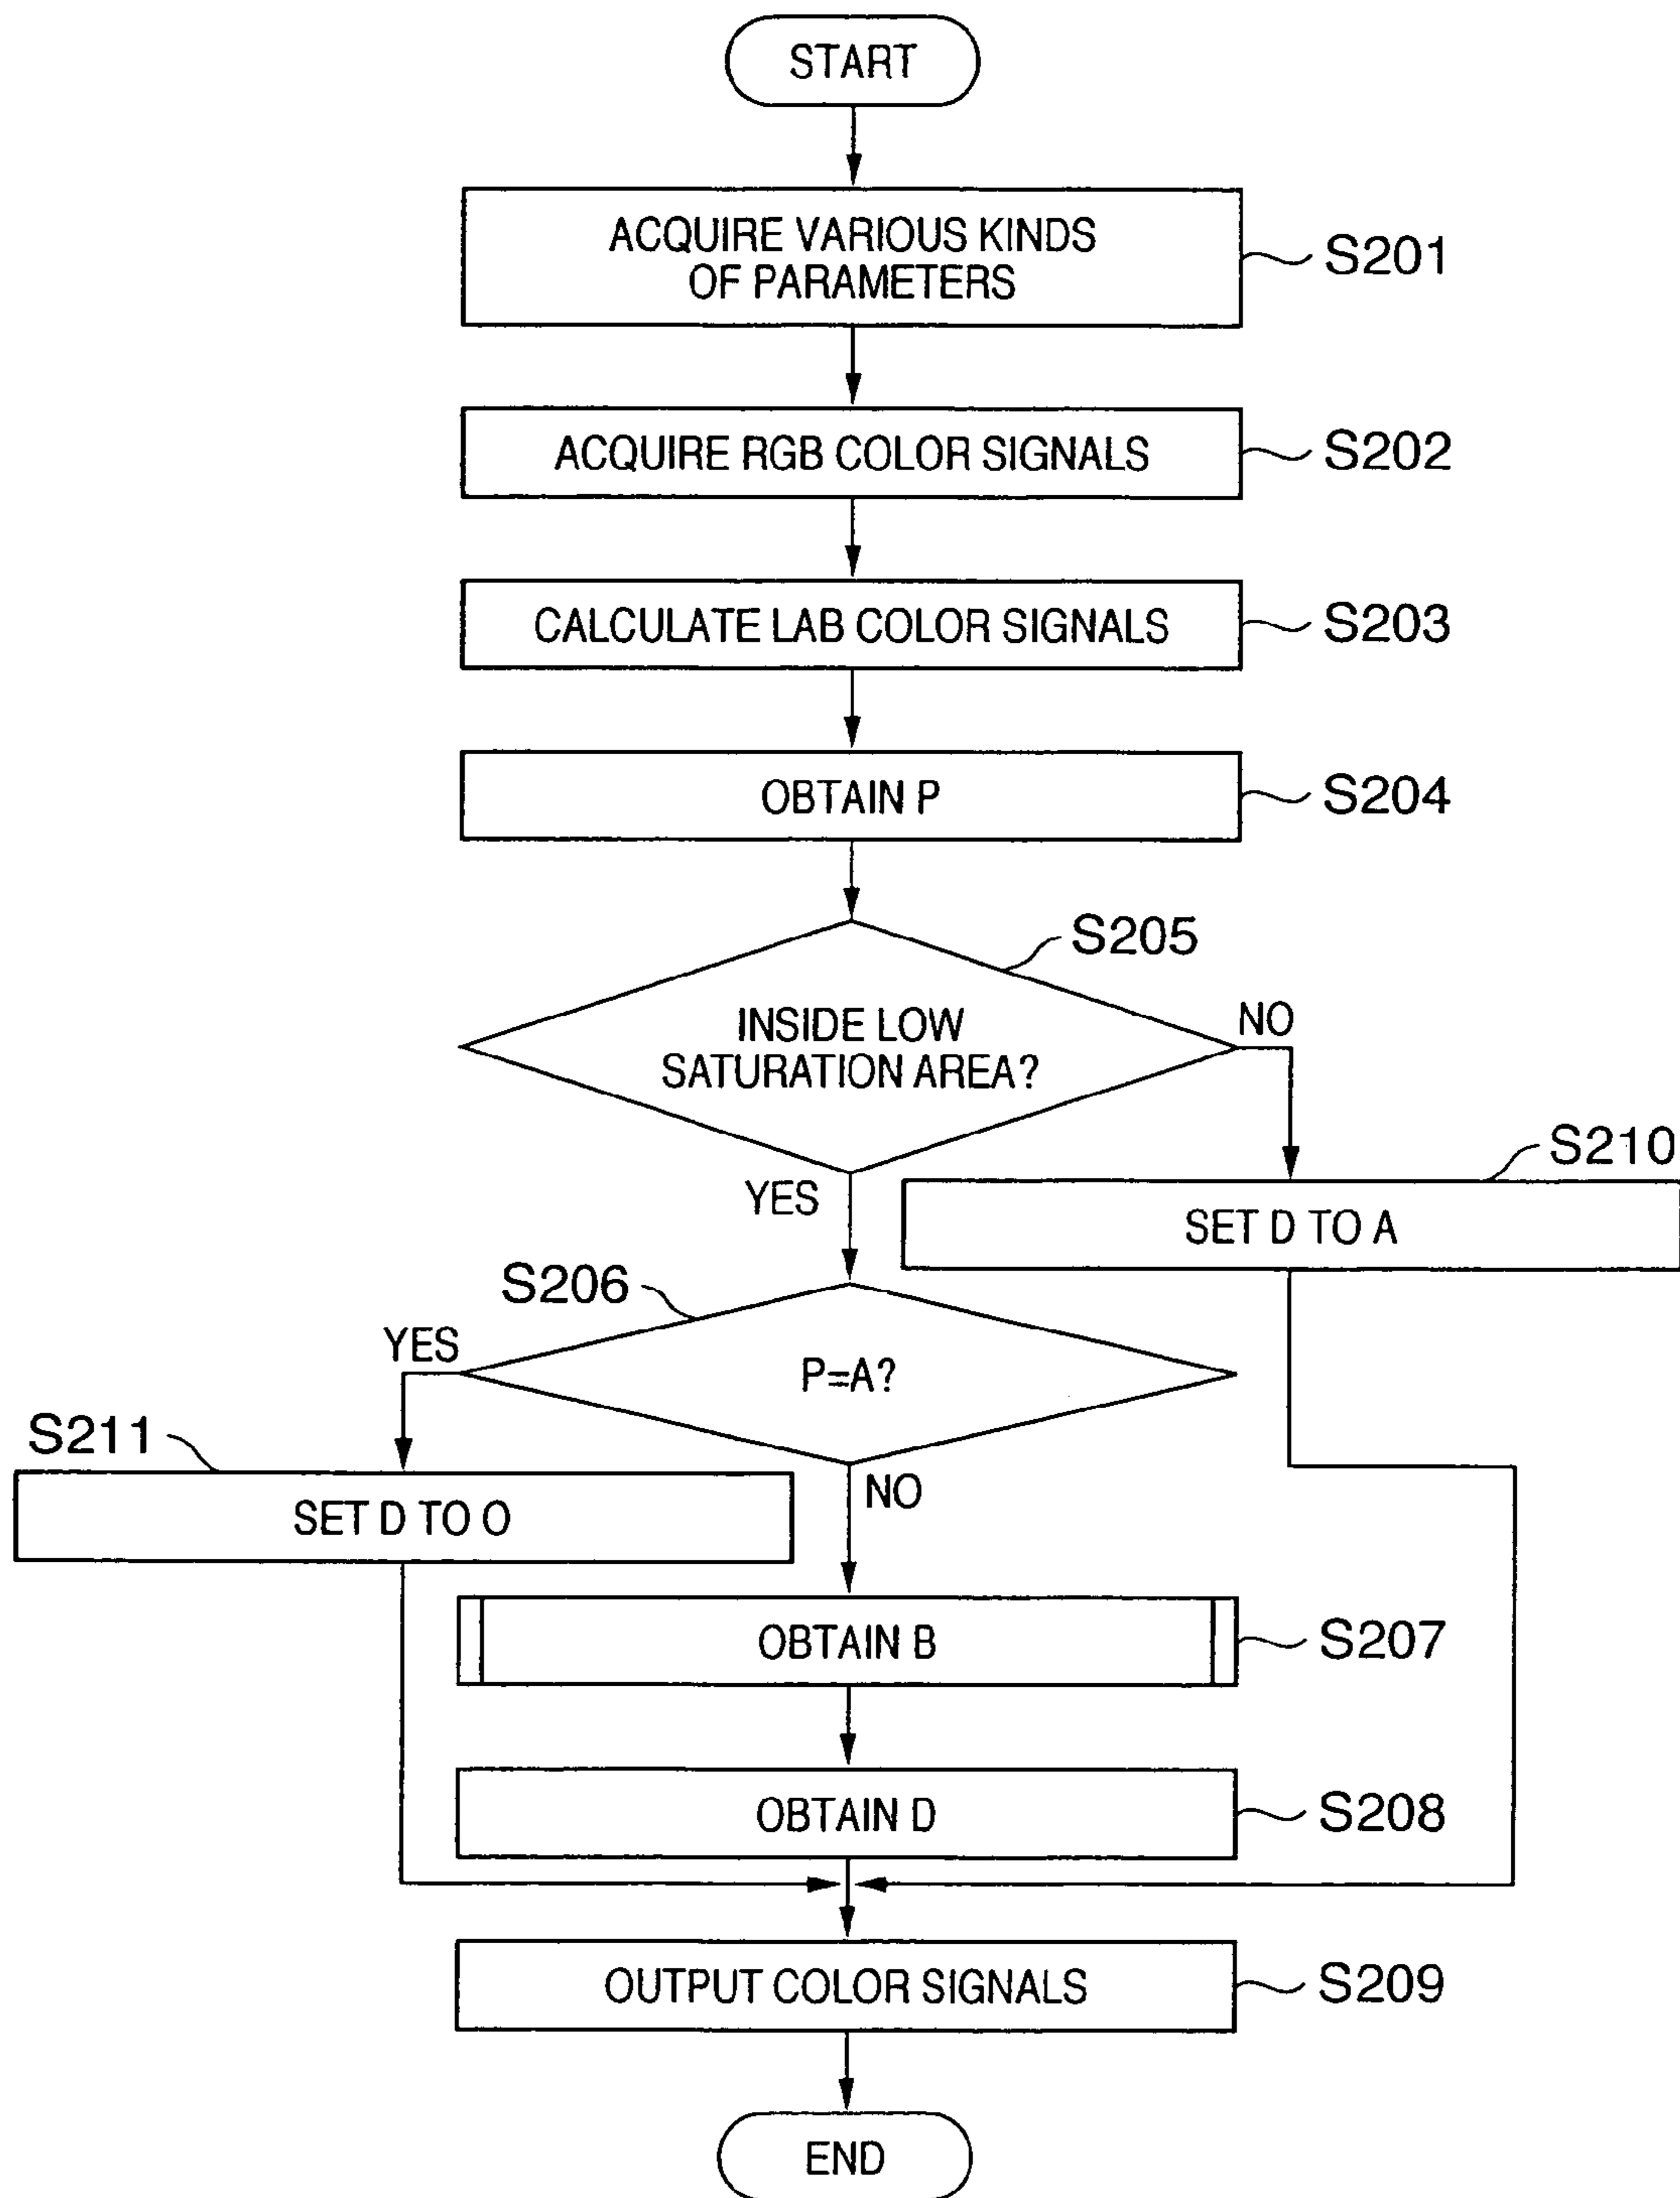 START
ACQUIRE VARIOUS KINDS
OF PARAMETERS
S201
ACQUIRE RGB COLOR SIGNALS
S202
CALCULATE LAB COLOR SIGNALS
S203
OBTAIN P
S204
S205
INSIDE LOW
SATURATION AREA?
NO
YES
S210
SET D TO A
S206
YES
P=A?
S211
NO
SET D TO O
OBTAIN B
S207
OBTAIN D
S208
OUTPUT COLOR SIGNALS
S209
END